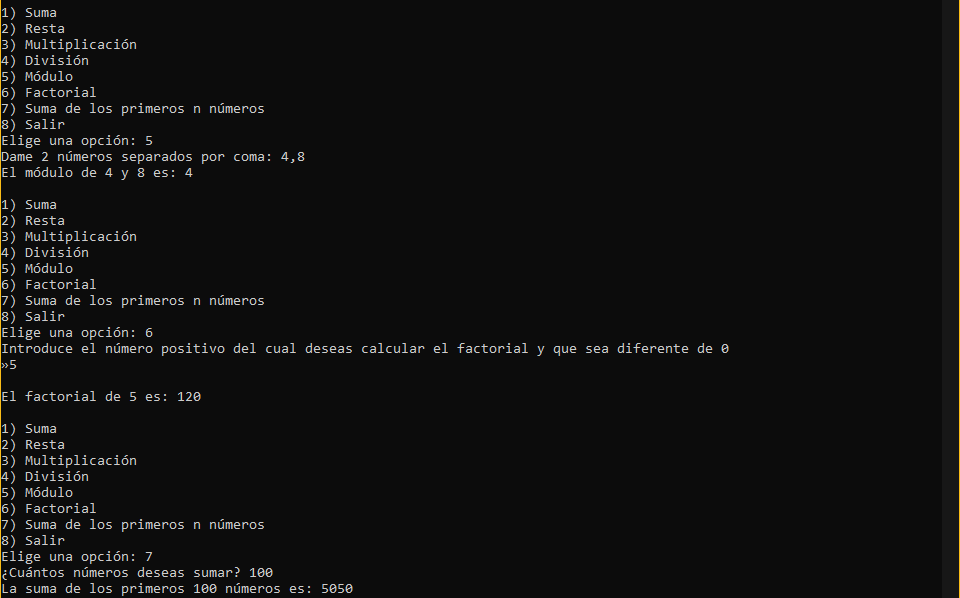 1) Suma
2) Resta
3) Multiplicación
4) División
5) Módulo
6) Factorial
7) Suma de los primeros n números
8) Salir
Elige una opción: 5
Dame 2 números separados por coma: 4,8
El módulo de 4 y 8 es: 4
1) Suma
2) Resta
3) Multiplicación
4) División
5) Módulo
6) Factorial
7) Suma de los primeros n números
8) Salir
Elige una opción: 6
Introduce el número positivo del cual deseas calcular el factorial y que sea diferente de 0
»5
El factorial de 5 es: 120
1) Suma
2) Resta
3) Multiplicación
4) División
5) Módulo
6) Factorial
7) Suma de los primeros n números
8) Salir
Elige una opción: 7
¿Cuántos números deseas sumar? 100
La suma de los primeros 100 números es: 5050